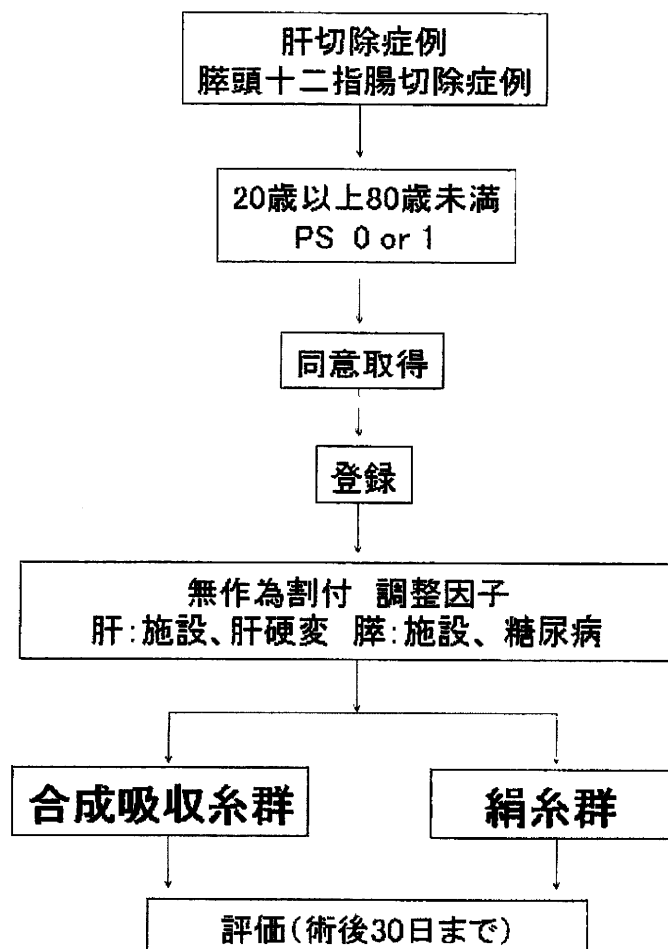 肝切除症例
膵頭十二指腸切除症例
20歳以上80歳未満
PS 0 or 1
同意取得
登録
無作為割付 調整因子
肝:施設、肝硬変 膵:施設、糖尿病
合成吸収糸群
絹糸群
評価(術後30日まで)